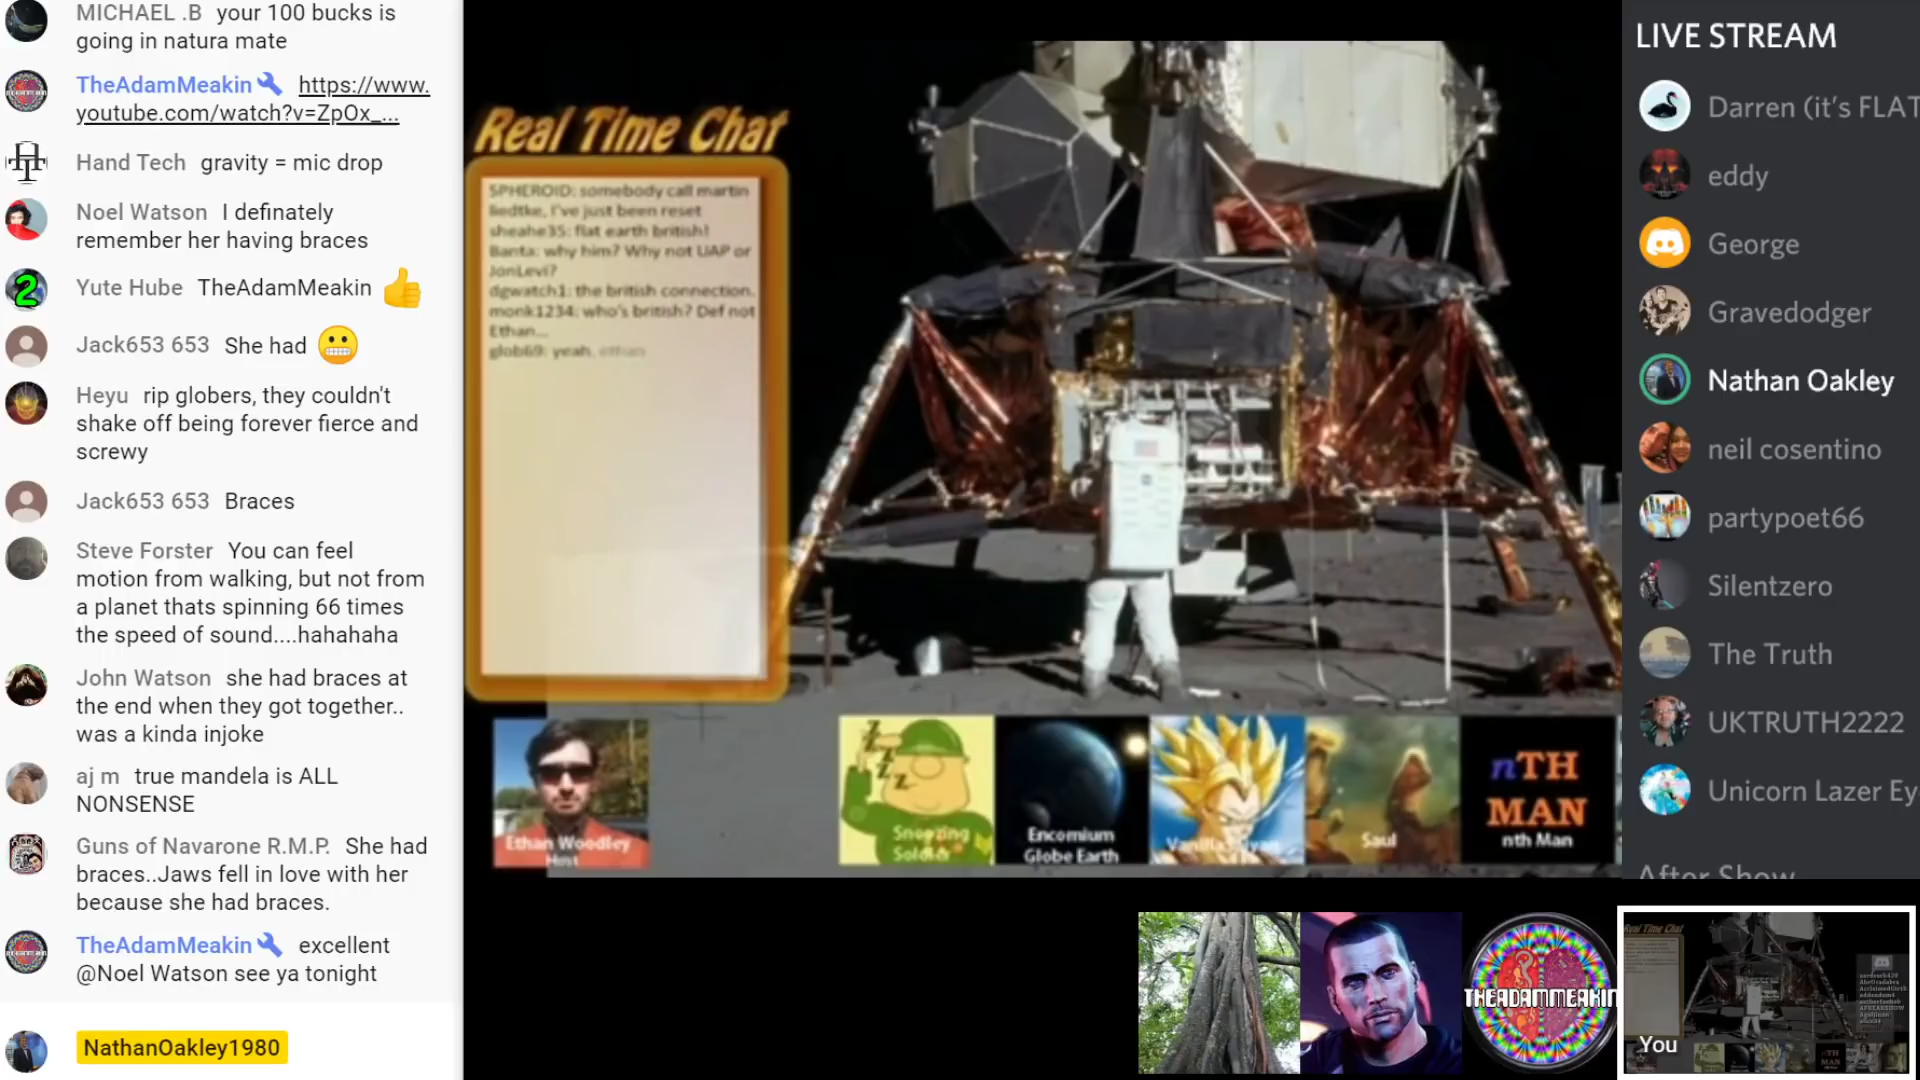 MICHAEL .B your 100 bucks is
going in natura mate
TheAdamMeakin https://www.
youtube.com/watch?v=ZpOx_...
Hand Tech gravity = mic drop
Noel Watson I definately
remember her having braces
2
Yute Hube TheAdamMeakin
Jack653 653 She had
Heyu rip globers, they couldn't
shake off being forever fierce and
screwy
Jack653 653 Braces
Steve Forster You can feel
motion from walking, but not from
a planet thats spinning 66 times
the speed of sound....hahahaha
John Watson she had braces at
the end when they got together..
was a kinda injoke
aj m true mandela is ALL
NONSENSE
Guns of Navarone R.M.P. She had
braces..Jaws fell in love with her
because she had braces.
TheAdamMeakin excellent
@Noel Watson see ya tonight
NathanOakley1980
Real Time Chat
SPHEROID: somebody call martin
liedtke, I've just been reset
sheahe35: flat earth british!
Banta: why him? Why not UAP or
JonLevi?
dgwatch1: the british connection.
monk1234: who's british? Def not
Ethan...
glob69: yeah, ethan
Ethan Woodley
Host
zzzz
Snoozing
Soldier
Encomium
Globe Earth
Saul
nTH
MAN
nth Man
LIVE STREAM
Darren (it's FLAT
eddy
George
Gravedodger
Nathan Oakley
neil cosentino
partypoet66
Silentzero
The Truth
UKTRUTH2222
Unicorn Lazer Ey
After Show
THEADAMMEAKIN
Real Time Chat
You